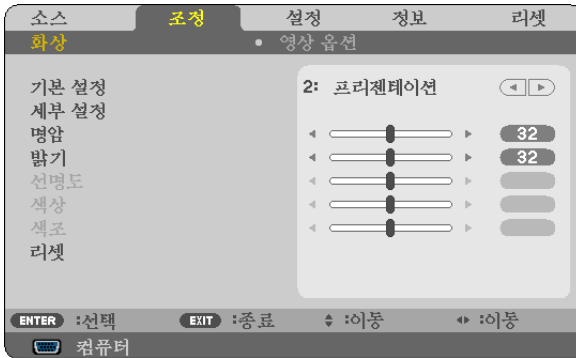 소스 조정 설정 정보 리셋
화상 • 영상 옵션
기본 설정 2: 프리젠테이션
세부 설정
명암 32
밝기 32
선명도
색상
색조
리셋
ENTER :선택 EXIT :종료 :이동 :이동
컴퓨터